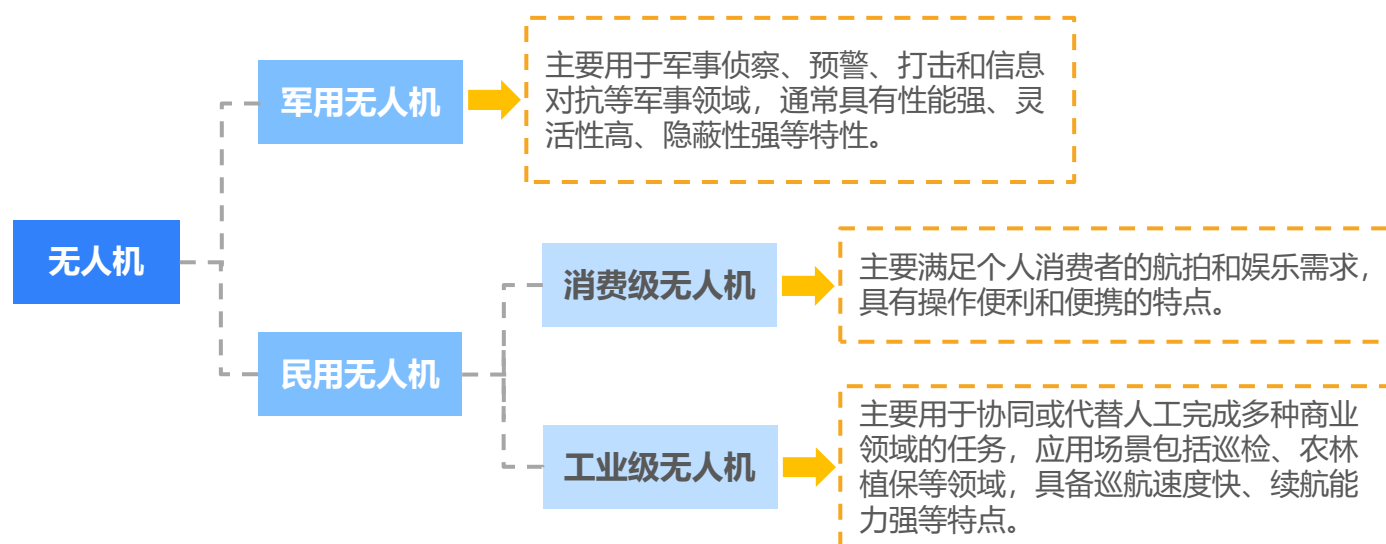 军用无人机
主要用于军事侦察、预警、打击和信息
对抗等军事领域，通常具有性能强、灵
活性高、隐蔽性强等特性。
无人机
民用无人机
消费级无人机
主要满足个人消费者的航拍和娱乐需求，
具有操作便利和便携的特点。
工业级无人机
主要用于协同或代替人工完成多种商业
领域的任务，应用场景包括巡检、农林
植保等领域，具备巡航速度快、续航能
力强等特点。